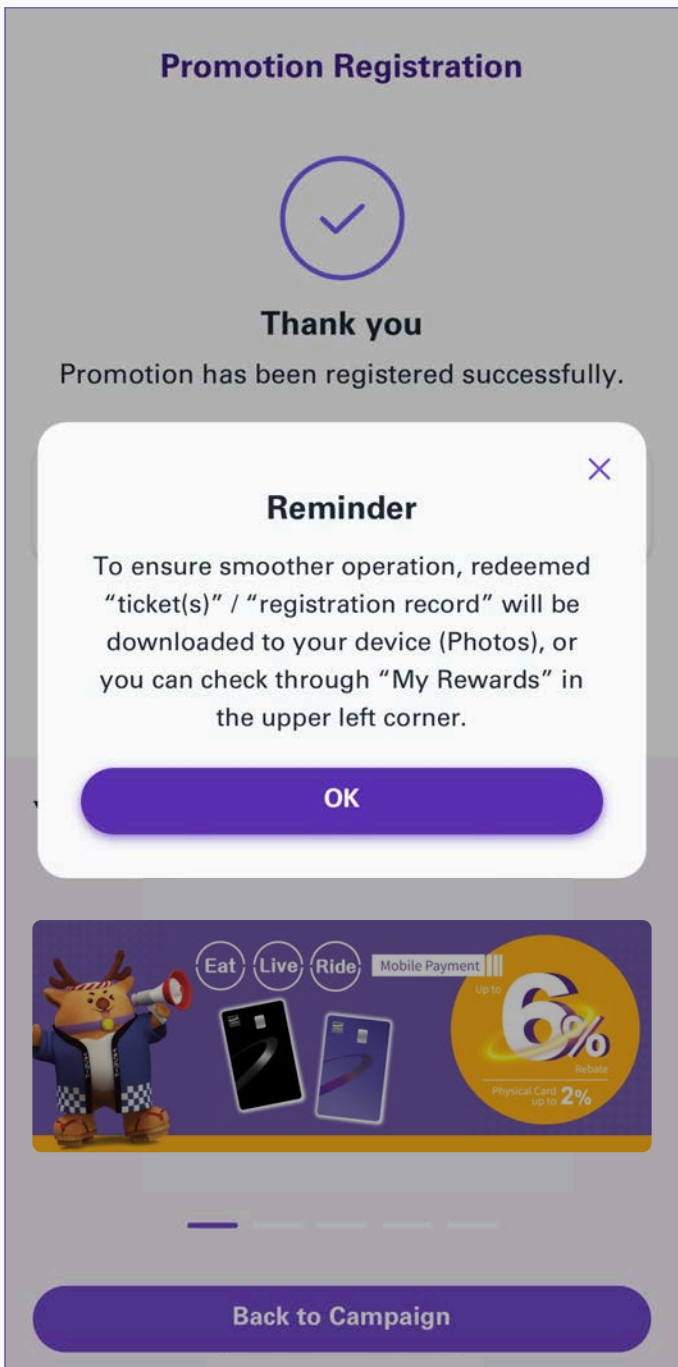 Promotion Registration
Thank you
Promotion has been registered successfully.
Reminder
To ensure smoother operation, redeemed
“ticket(s)” / “registration record” will be
downloaded to your device (Photos), or
you can check through “My Rewards” in
the upper left corner.
OK
Eat Live Ride Mobile Payment
Up to
6%
Rebate
Physical Card
up to 2%
Back to Campaign